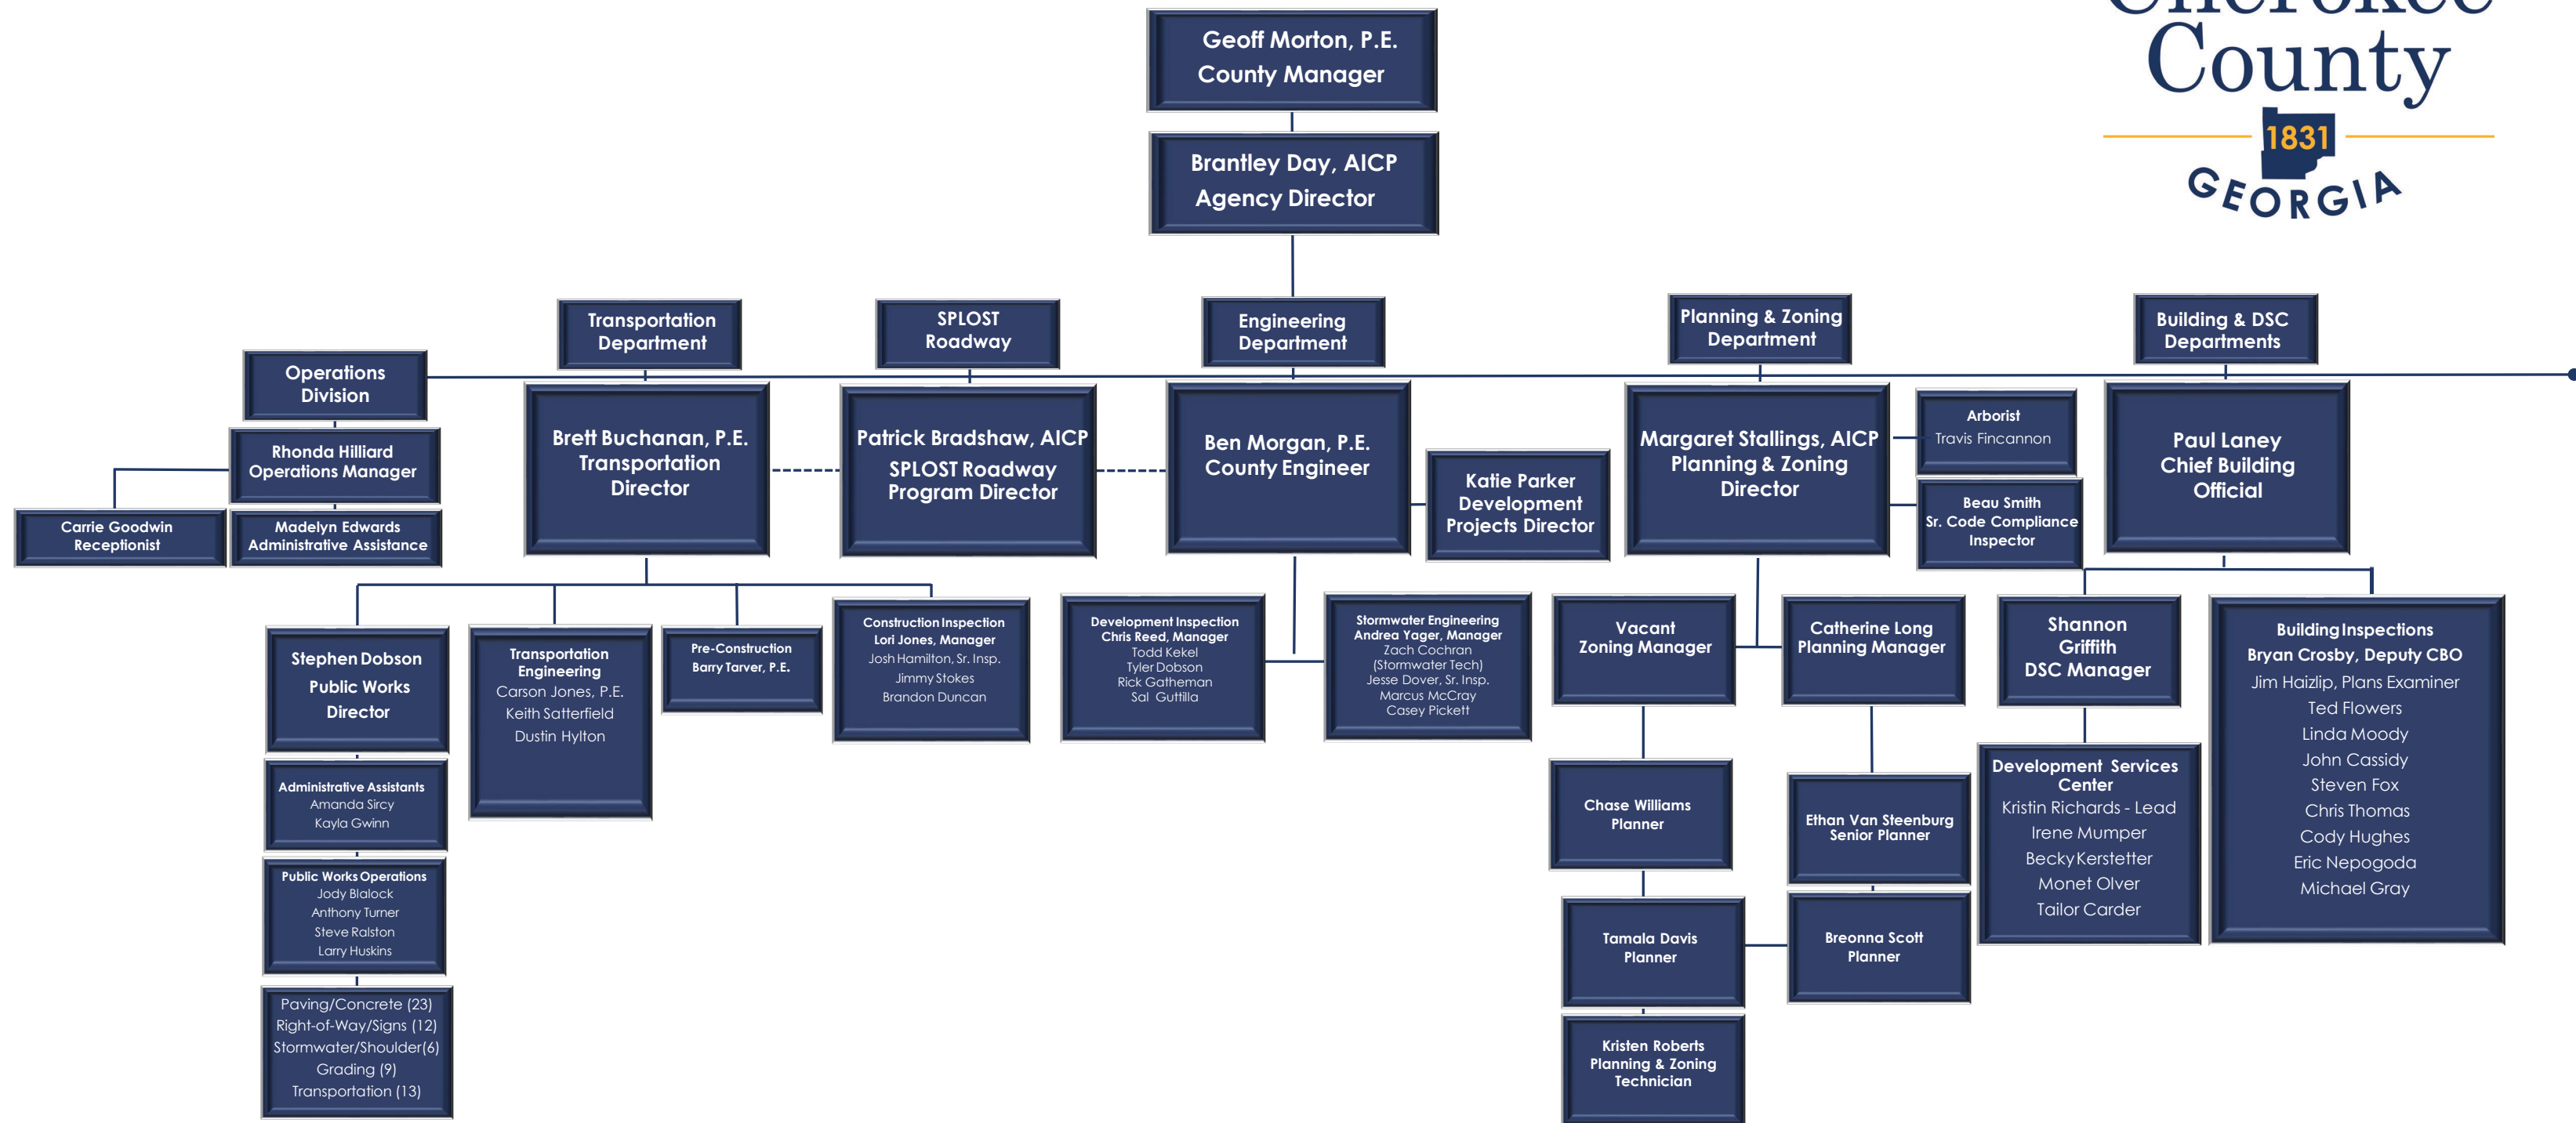 Cherokee
County
1831
GEORGIA
Geoff Morton, P.E.
County Manager
Brantley Day, AICP
Agency Director
Operations
Division
Rhonda Hilliard
Operations Manager
Carrie Goodwin
Receptionist
Madelyn Edwards
Administrative Assistance
Transportation
Department
Brett Buchanan, P.E.
Transportation
Director
Stephen Dobson
Public Works
Director
Administrative Assistants
Amanda Sircy
Kayla Gwinn
Public Works Operations
Jody Blalock
Anthony Turner
Steve Ralston
Larry Huskins
Paving/Concrete (23)
Right-of-Way/Signs (12)
Stormwater/Shoulder(6)
Grading (9)
Transportation (13)
Transportation
Engineering
Carson Jones, P.E.
Keith Satterfield
Dustin Hylton
Pre-Construction
Barry Tarver, P.E.
Construction Inspection
Lori Jones, Manager
Josh Hamilton, Sr. Insp.
Jimmy Stokes
Brandon Duncan
SPLOST
Roadway
Patrick Bradshaw, AICP
SPLOST Roadway
Program Director
Engineering
Department
Ben Morgan, P.E.
County Engineer
Katie Parker
Development
Projects Director
Development Inspection
Chris Reed, Manager
Todd Kekel
Tyler Dobson
Rick Gatheman
Sal Guttilla
Stormwater Engineering
Andrea Yager, Manager
Zach Cochran
(Stormwater Tech)
Jesse Dover, Sr. Insp.
Marcus McCray
Casey Pickett
Planning & Zoning
Department
Margaret Stallings, AICP
Planning & Zoning
Director
Arborist
Travis Fincannon
Beau Smith
Sr. Code Compliance
Inspector
Vacant
Zoning Manager
Chase Williams
Planner
Tamala Davis
Planner
Kristen Roberts
Planning & Zoning
Technician
Catherine Long
Planning Manager
Ethan Van Steenburg
Senior Planner
Breonna Scott
Planner
Building & DSC
Departments
Paul Laney
Chief Building
Official
Shannon
Griffith
DSC Manager
Development Services
Center
Kristin Richards - Lead
Irene Mumper
Becky Kerstetter
Monet Olver
Tailor Carder
Building Inspections
Bryan Crosby, Deputy CBO
Jim Haizlip, Plans Examiner
Ted Flowers
Linda Moody
John Cassidy
Steven Fox
Chris Thomas
Cody Hughes
Eric Nepogoda
Michael Gray